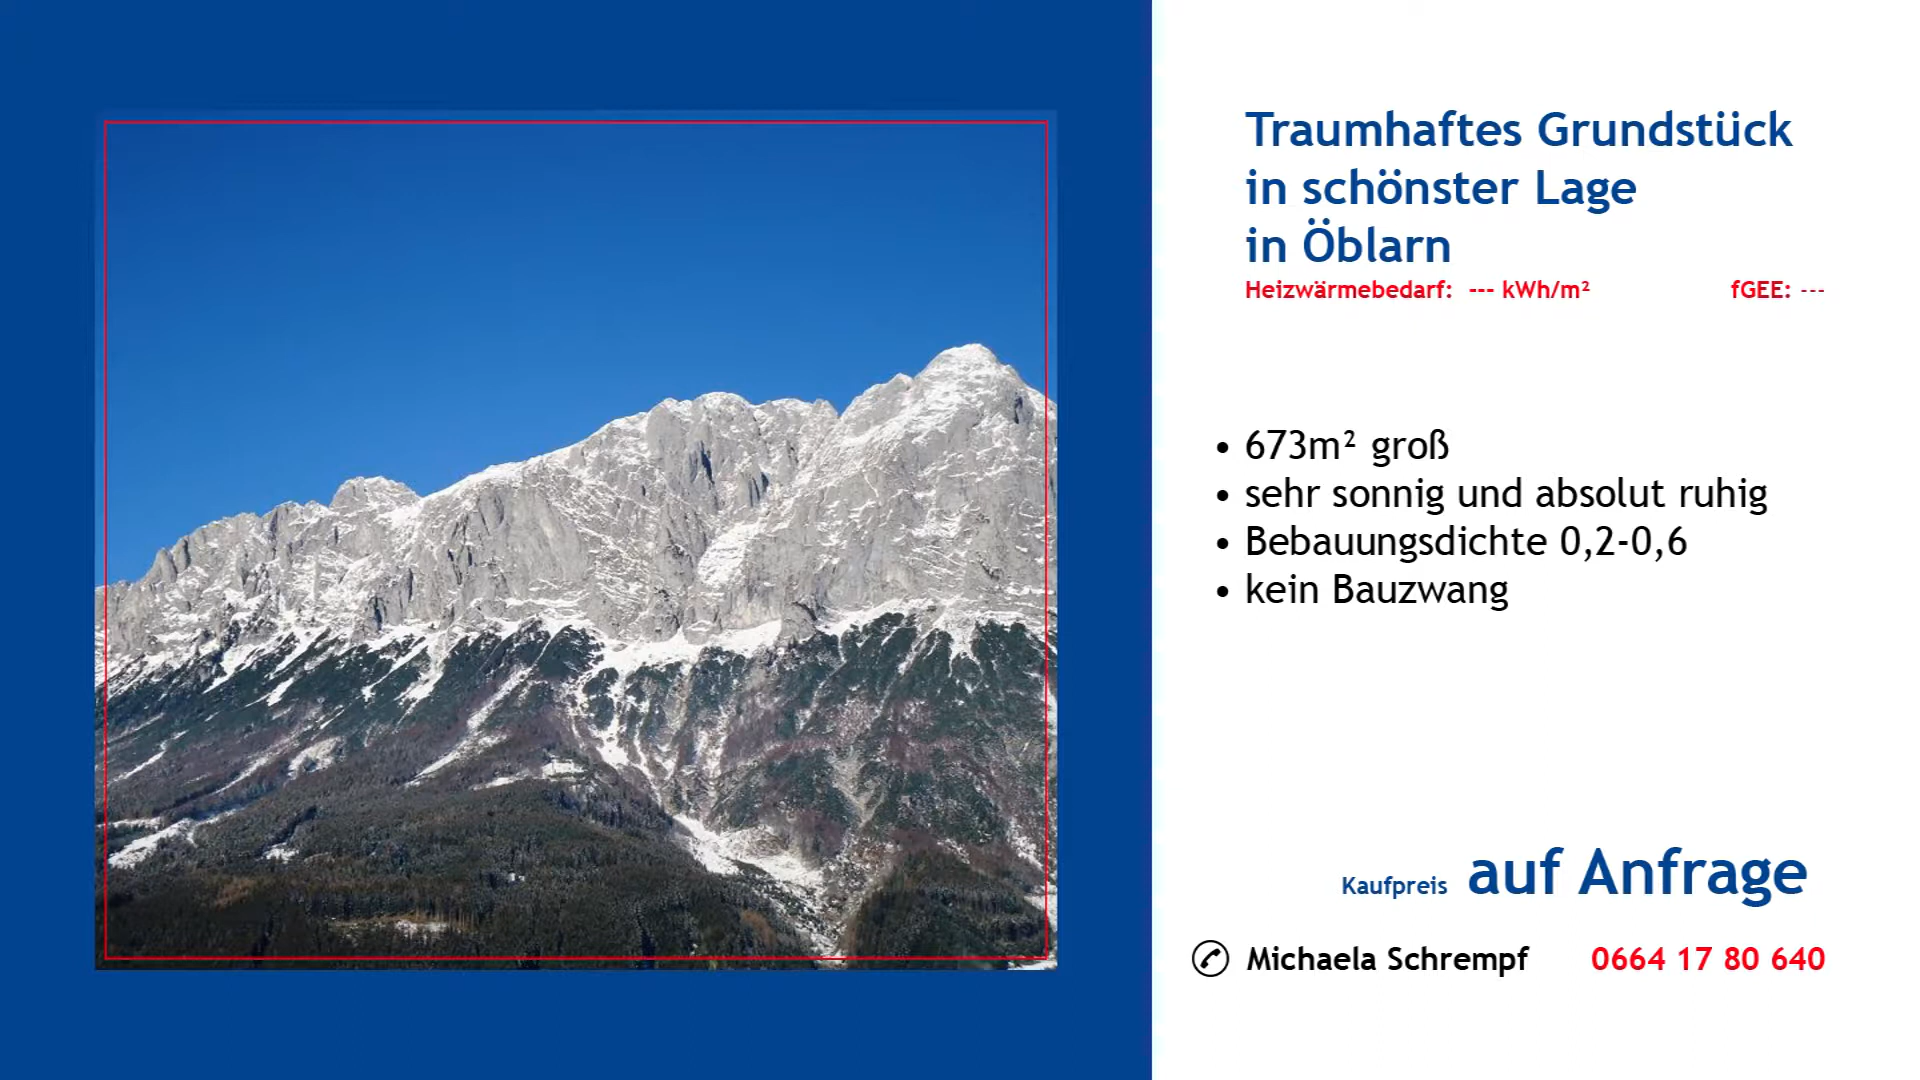 Traumhaftes Grundstück
in schönster Lage
in Öblarn
Heizwärmebedarf: --- kWh/m² fGEE: ---
• 673m² groß
• sehr sonnig und absolut ruhig
• Bebauungsdichte 0,2-0,6
• kein Bauzwang
Kaufpreis auf Anfrage
Michaela Schrempf 0664 17 80 640